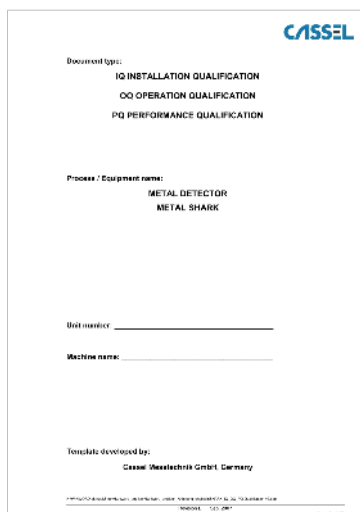 CASSEL
Document type:
IQ INSTALLATION QUALIFICATION
OQ OPERATION QUALIFICATION
PQ PERFORMANCE QUALIFICATION
Process / Equipment name:
METAL DETECTOR
METAL SHARK
Unit number:
Machine name:
Template developed by:
Cassel Messtechnik GmbH, Germany